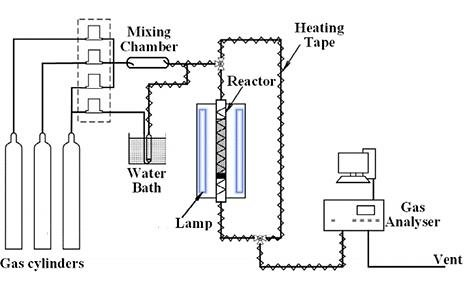 Mixing
Chamber
Heating
Tape
Reactor
Water
Bath
Lamp
Gas
Analyser
Gas cylinders
Vent